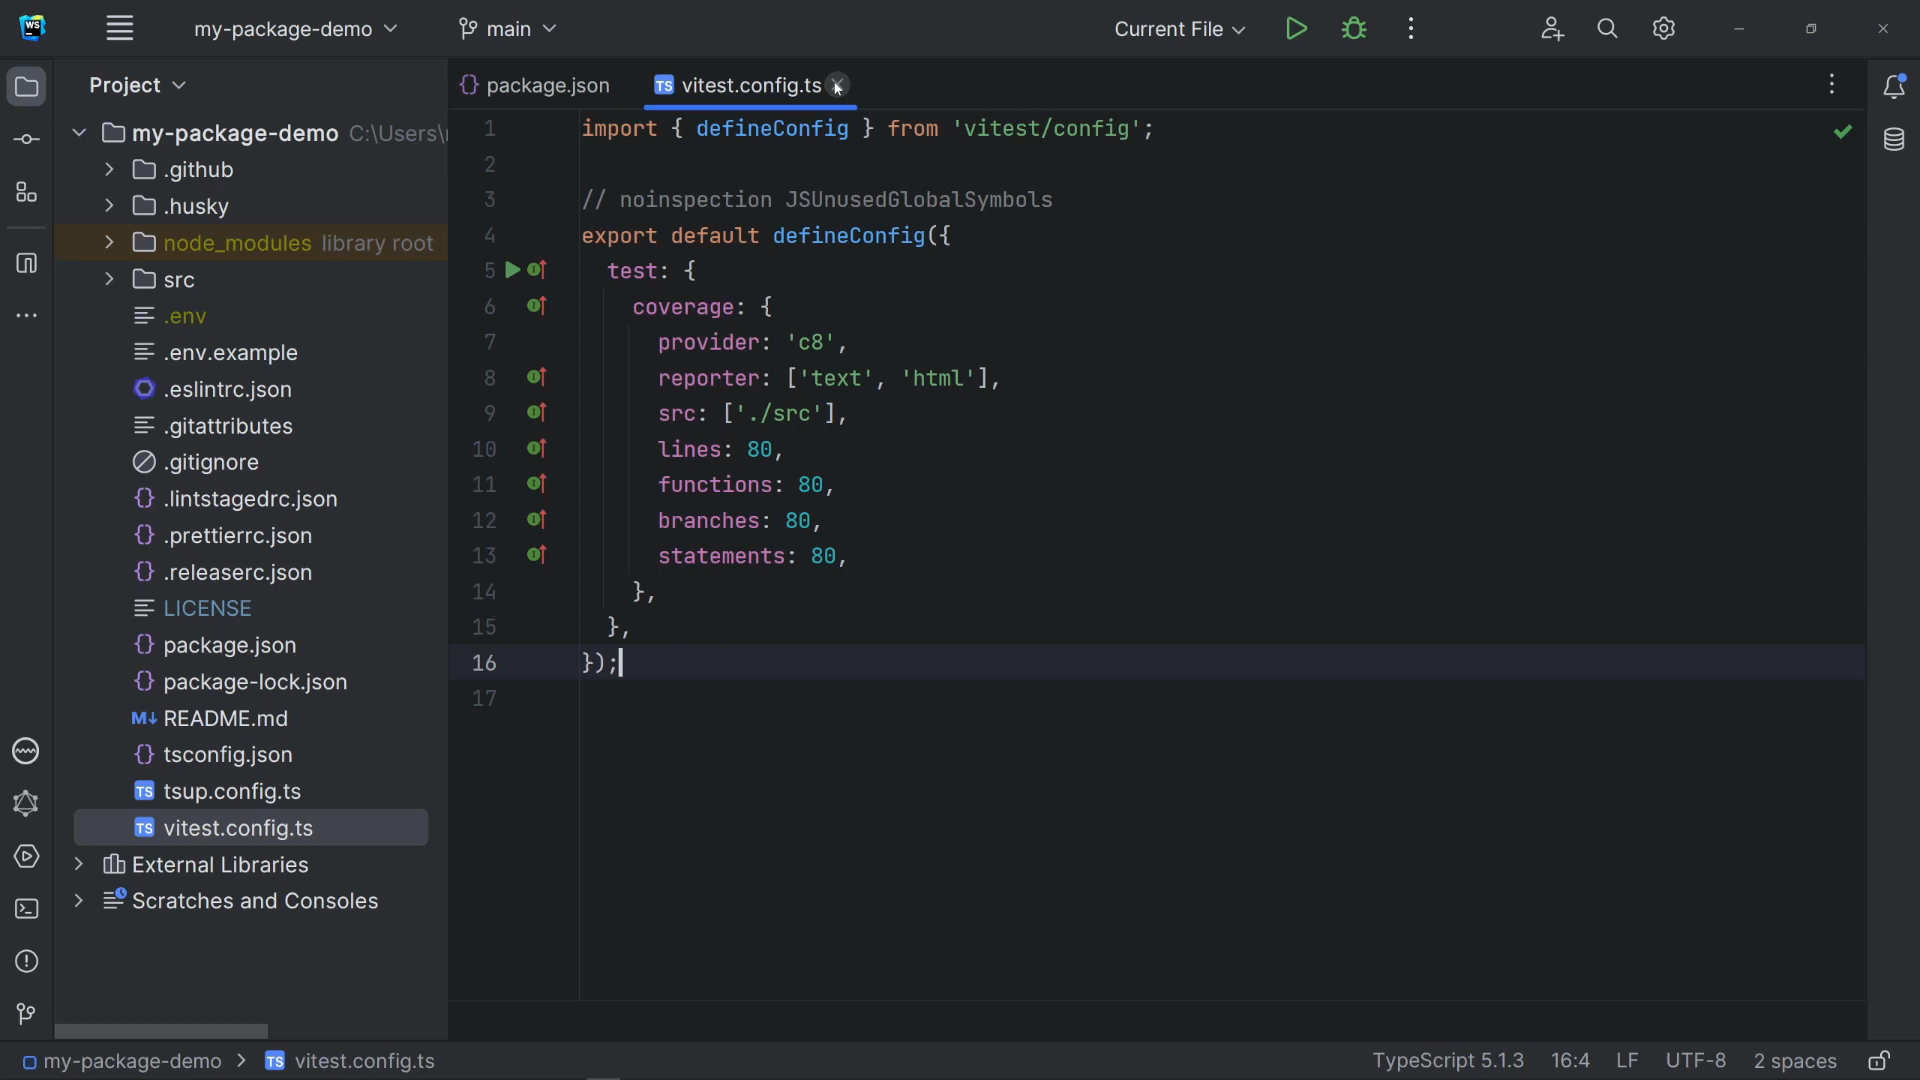 WS my-package-demo main Current File
Project
my-package-demo C:\Users\
.github
.husky
node_modules library root
src
.env
.env.example
.eslintrc.json
.gitattributes
.gitignore
.lintstagedrc.json
.prettierrc.json
.releaserc.json
LICENSE
package.json
package-lock.json
M↓ README.md
tsconfig.json
TS tsup.config.ts
TS vitest.config.ts
External Libraries
Scratches and Consoles
{} package.json TS vitest.config.ts
1 import { defineConfig } from 'vitest/config';
2
3 // noinspection JSUnusedGlobalSymbols
4 export default defineConfig({
5 test: {
6 coverage: {
7 provider: 'c8',
8 reporter: ['text', 'html'],
9 src: ['./src'],
10 lines: 80,
11 functions: 80,
12 branches: 80,
13 statements: 80,
14 },
15 },
16 });
17
my-package-demo > TS vitest.config.ts TypeScript 5.1.3 16:4 LF UTF-8 2 spaces